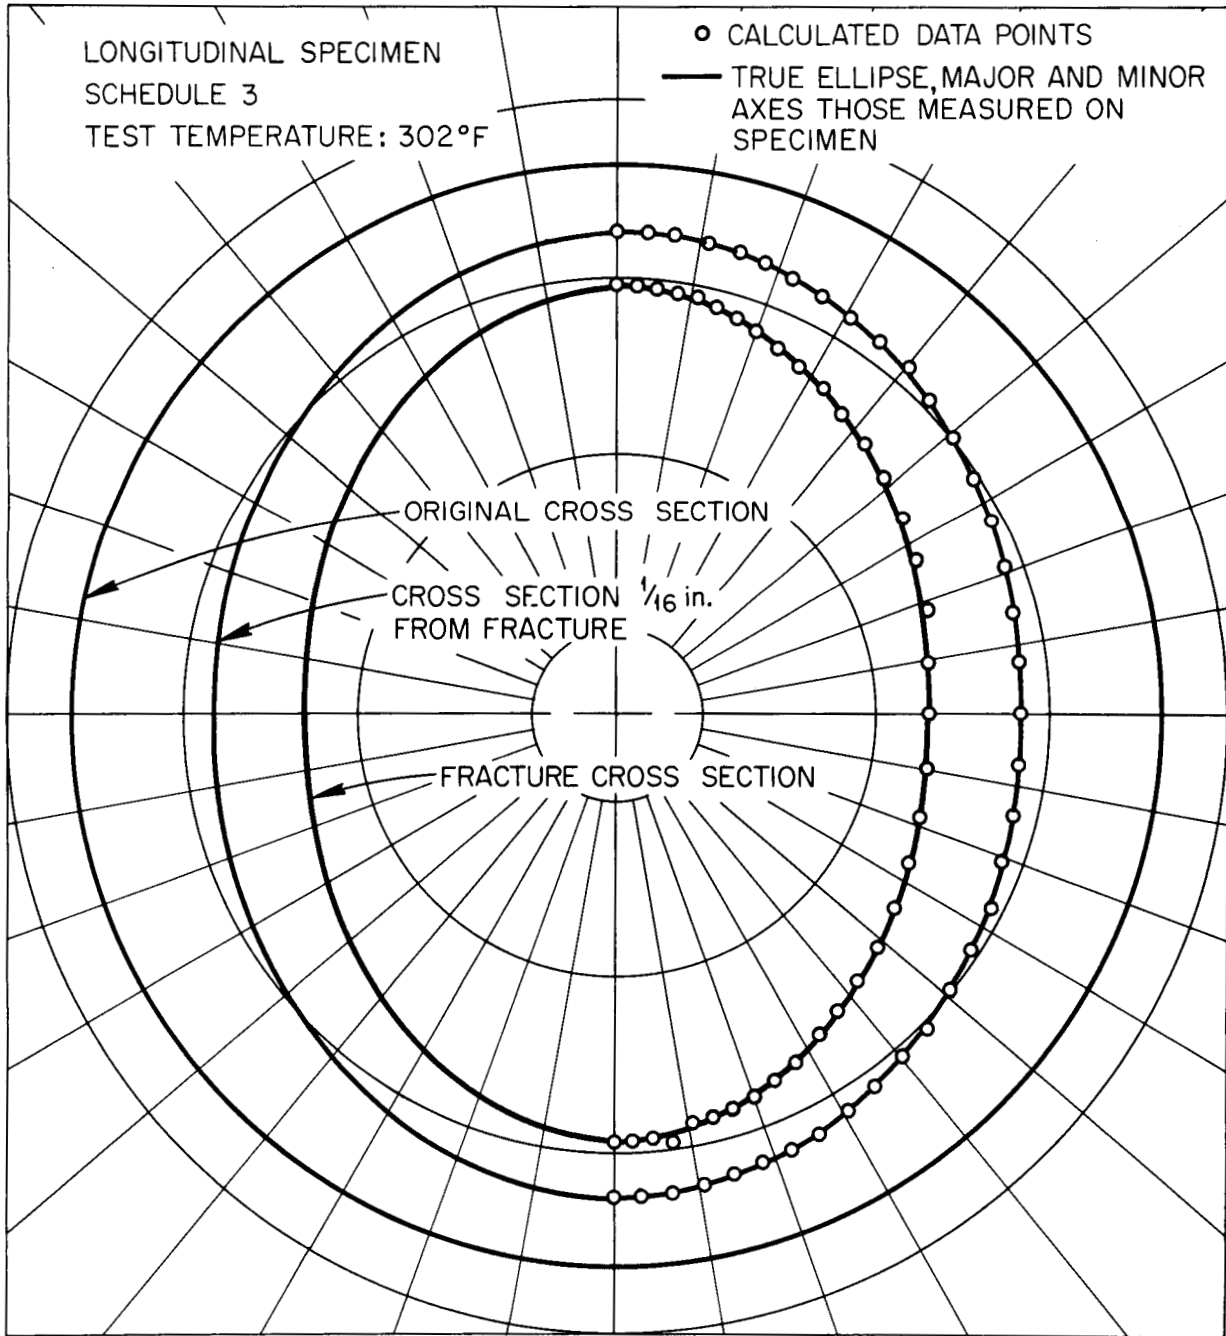 LONGITUDINAL SPECIMEN
SCHEDULE 3
TEST TEMPERATURE: 302°F
CALCULATED DATA POINTS
TRUE ELLIPSE, MAJOR AND MINOR
AXES THOSE MEASURED ON
SPECIMEN
ORIGINAL CROSS SECTION
CROSS SECTION 1/16 in.
FROM FRACTURE
FRACTURE CROSS SECTION